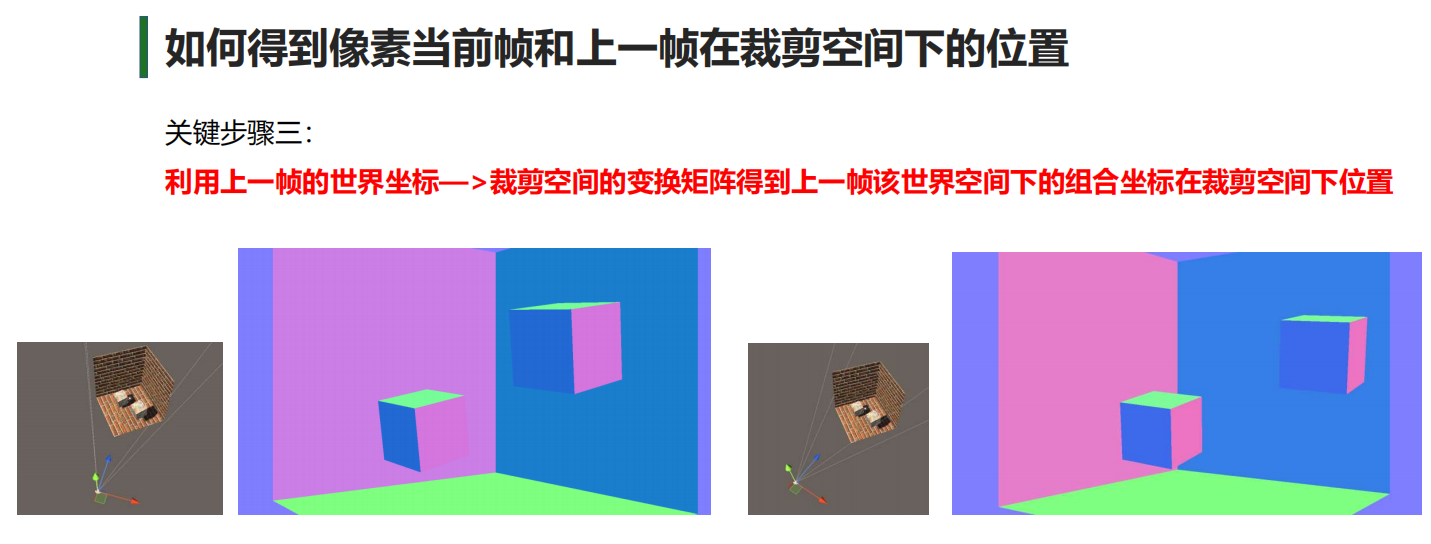 如何得到像素当前帧和上一帧在裁剪空间下的位置
关键步骤三：
利用上一帧的世界坐标—>裁剪空间的变换矩阵得到上一帧该世界空间下的组合坐标在裁剪空间下位置